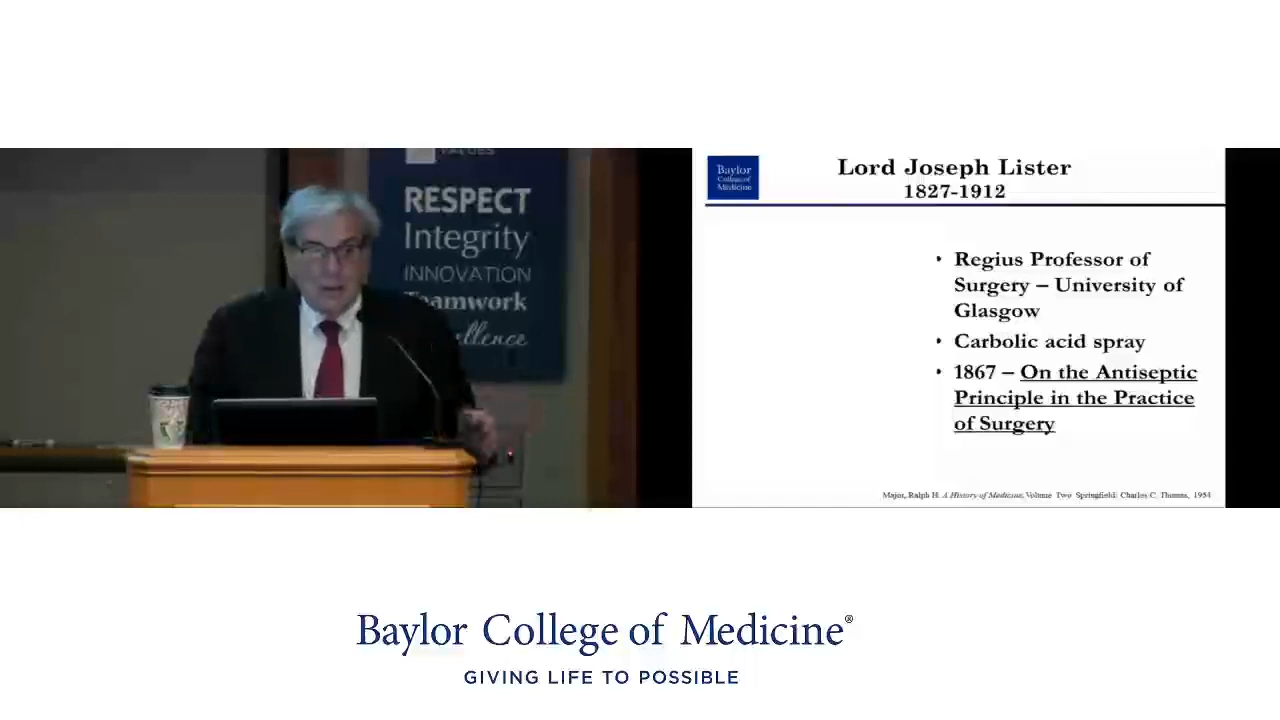 VALUES
RESPECT
Integrity
INNOVATION
Teamwork
Baylor
College of
Medicine
Lord Joseph Lister
1827-1912
• Regius Professor of
Surgery – University of
Glasgow
• Carbolic acid spray
• 1867 – On the Antiseptic
Principle in the Practice
of Surgery
Major, Ralph H. A History of Medicine, Volume Two Springfield: Charles C. Thomas, 1954
Baylor College of Medicine®
GIVING LIFE TO POSSIBLE